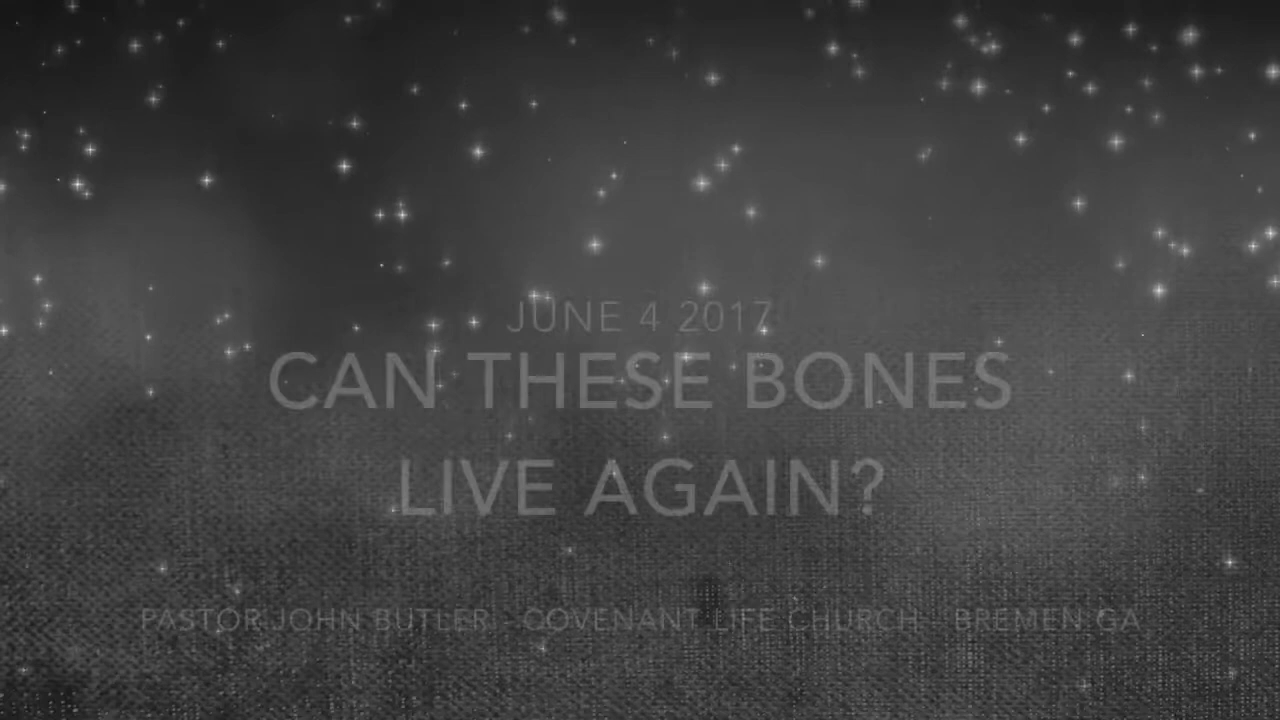 JUNE 4 2017
CAN THESE BONES
LIVE AGAIN?
PASTOR JOHN BUTLER - COVENANT LIFE CHURCH - BREMEN GA